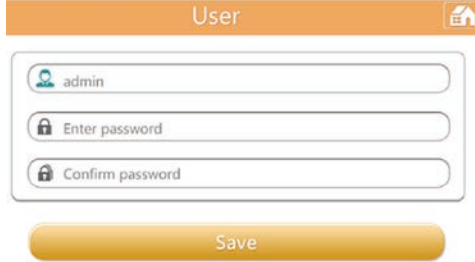 User
admin
Enter password
Confirm password
Save